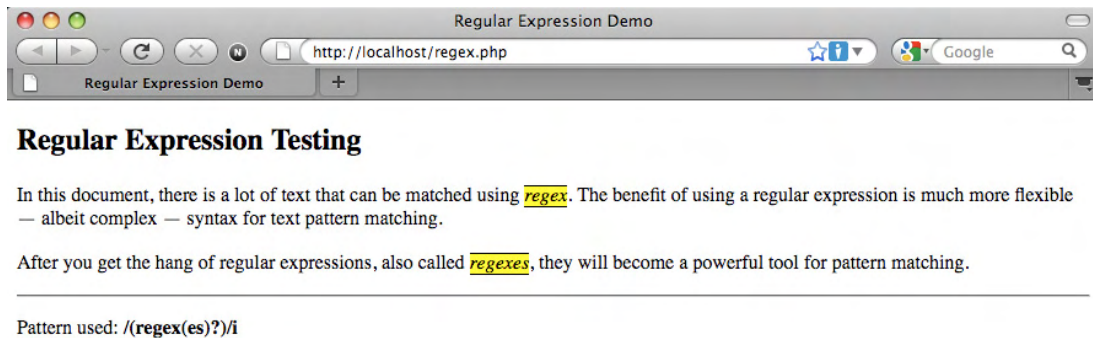 Regular Expression Demo
http://localhost/regex.php
Google
Regular Expression Demo
Regular Expression Testing
In this document, there is a lot of text that can be matched using regex. The benefit of using a regular expression is much more flexible
— albeit complex — syntax for text pattern matching.
After you get the hang of regular expressions, also called regexes, they will become a powerful tool for pattern matching.
Pattern used: /(regex(es)?)/i